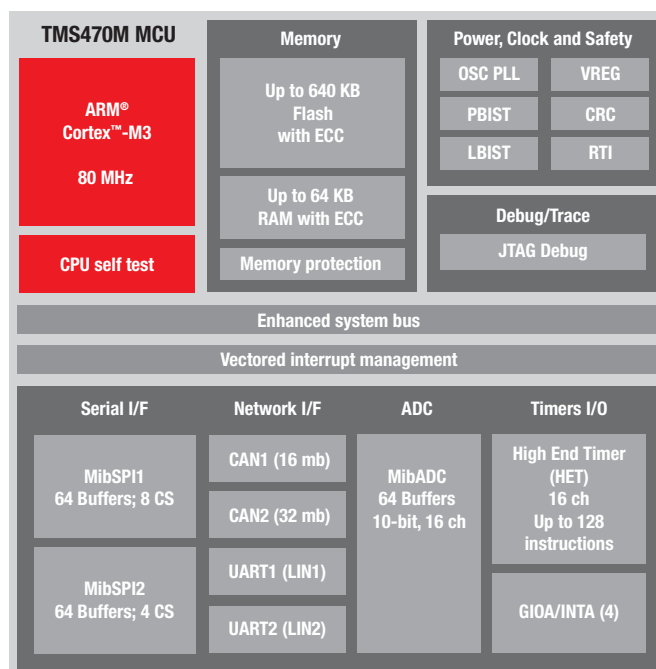 TMS470M MCU
ARM®
Cortex™-M3
80 MHz
CPU self test
Memory
Up to 640 KB
Flash
with ECC
Up to 64 KB
RAM with ECC
Memory protection
Power, Clock and Safety
OSC PLL
VREG
PBIST
CRC
LBIST
RTI
Debug/Trace
JTAG Debug
Enhanced system bus
Vectored interrupt management
Serial I/F
MibSPI1
64 Buffers; 8 CS
MibSPI2
64 Buffers; 4 CS
Network I/F
CAN1 (16 mb)
CAN2 (32 mb)
UART1 (LIN1)
UART2 (LIN2)
ADC
MibADC
64 Buffers
10-bit, 16 ch
Timers I/O
High End Timer
(HET)
16 ch
Up to 128
instructions
GIOA/INTA (4)